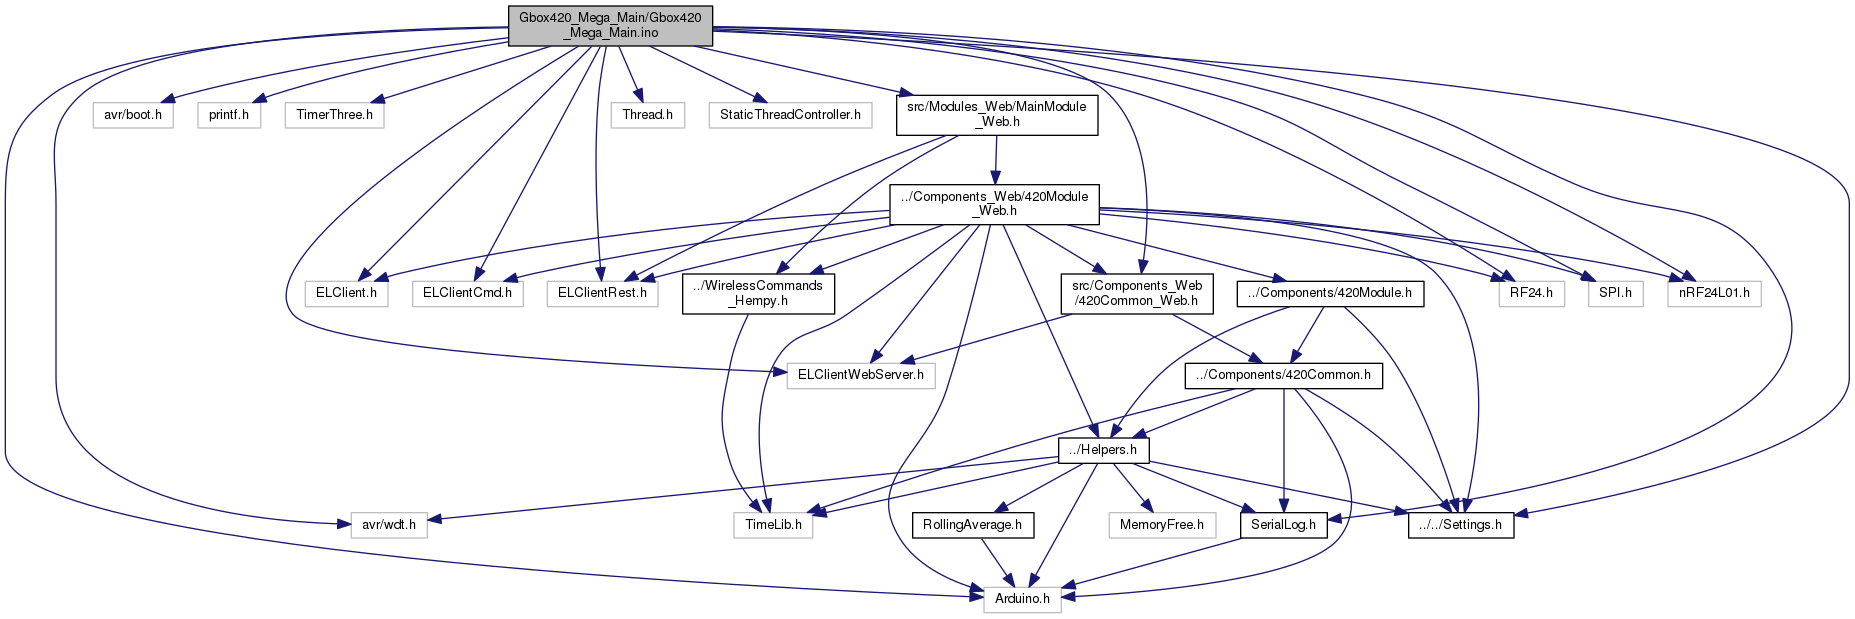 Gbox420_Mega_Main/Gbox420
_Mega_Main.ino
avr/boot.h
printf.h
TimerThree.h
Thread.h
StaticThreadController.h
src/Modules_Web/MainModule
_Web.h
../Components_Web/420Module
_Web.h
ELClient.h
ELClientCmd.h
ELClientRest.h
../WirelessCommands
_Hempy.h
src/Components_Web
/420Common_Web.h
../Components/420Module.h
RF24.h
SPI.h
nRF24L01.h
ELClientWebServer.h
../Components/420Common.h
../Helpers.h
avr/wdt.h
TimeLib.h
RollingAverage.h
MemoryFree.h
SerialLog.h
../../Settings.h
Arduino.h